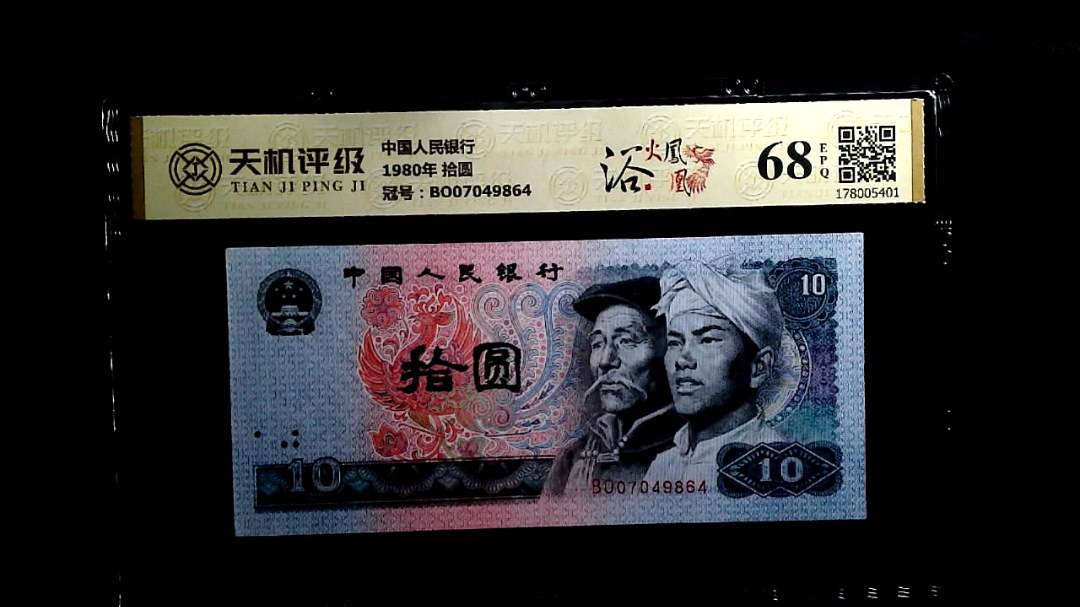 天机评级
TIAN JI PING JI
中国人民银行
1980年 拾圆
冠号：BO07049864
浴火凤凰
68
EPQ
178005401
中国人民银行
10
拾圆
10
BO07049864
10